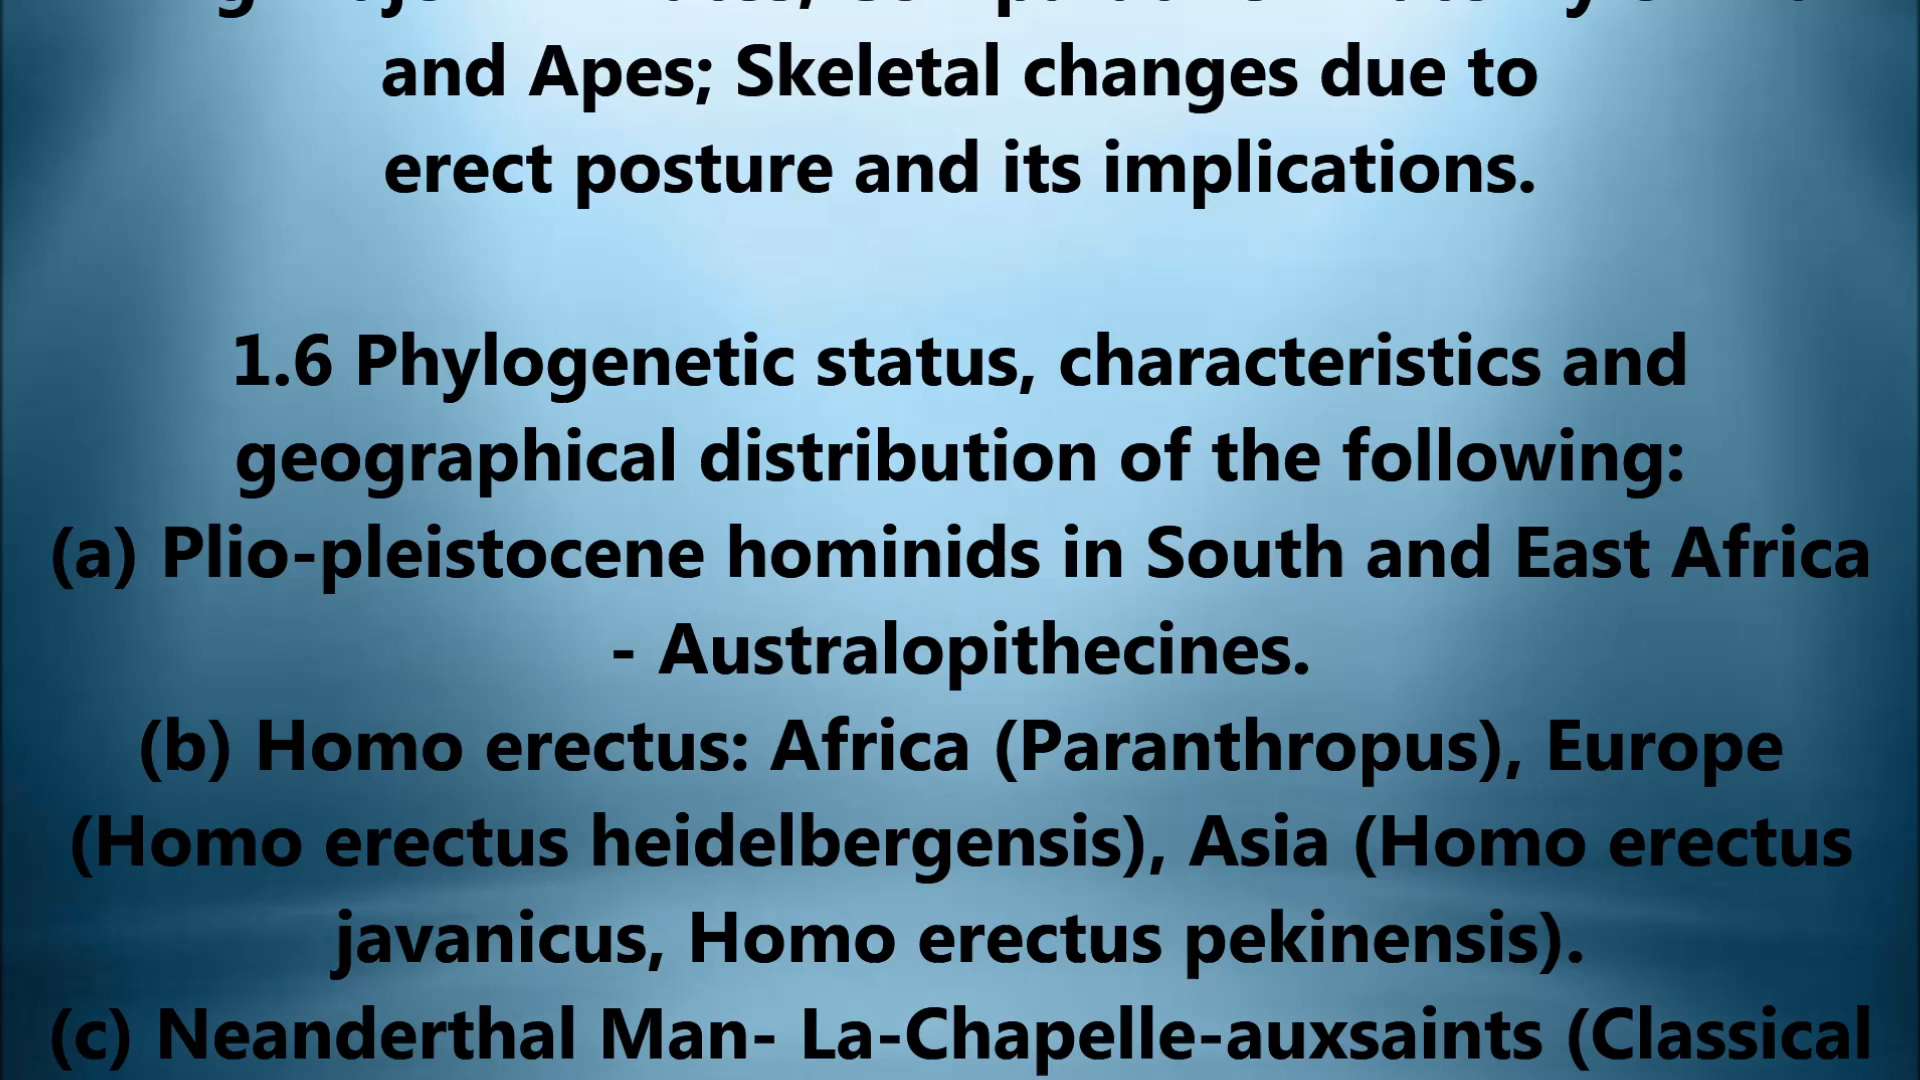 and Apes; Skeletal changes due to
erect posture and its implications.
1.6 Phylogenetic status, characteristics and
geographical distribution of the following:
(a) Plio-pleistocene hominids in South and East Africa
- Australopithecines.
(b) Homo erectus: Africa (Paranthropus), Europe
(Homo erectus heidelbergensis), Asia (Homo erectus
javanicus, Homo erectus pekinensis).
(c) Neanderthal Man- La-Chapelle-auxsaints (Classical